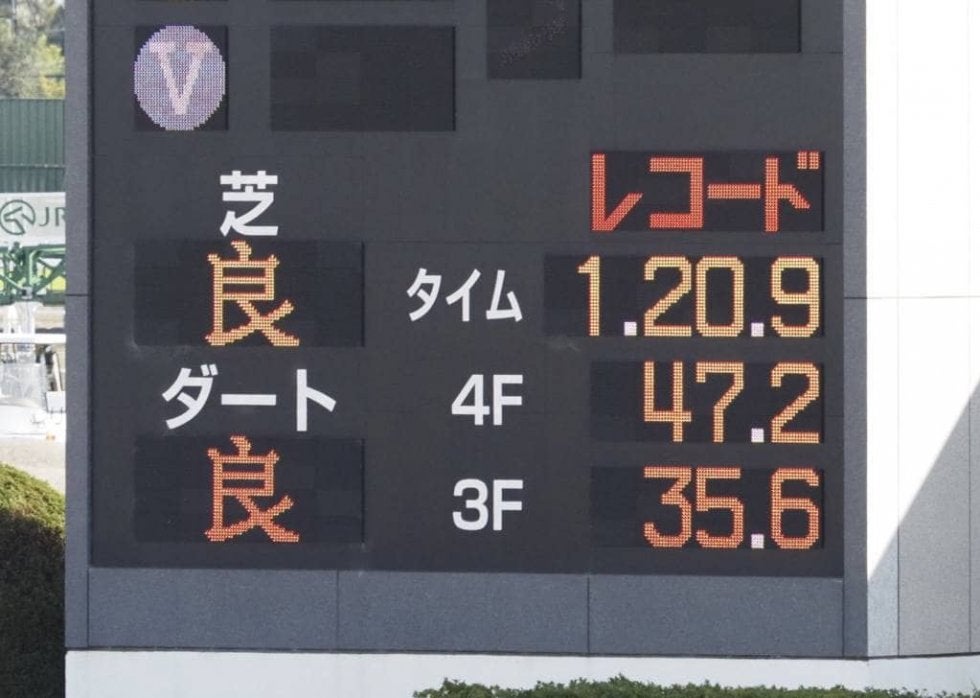 V
芝 レコード
良 タイム 1.20.9
ダート 4F 47.2
良 3F 35.6
JR